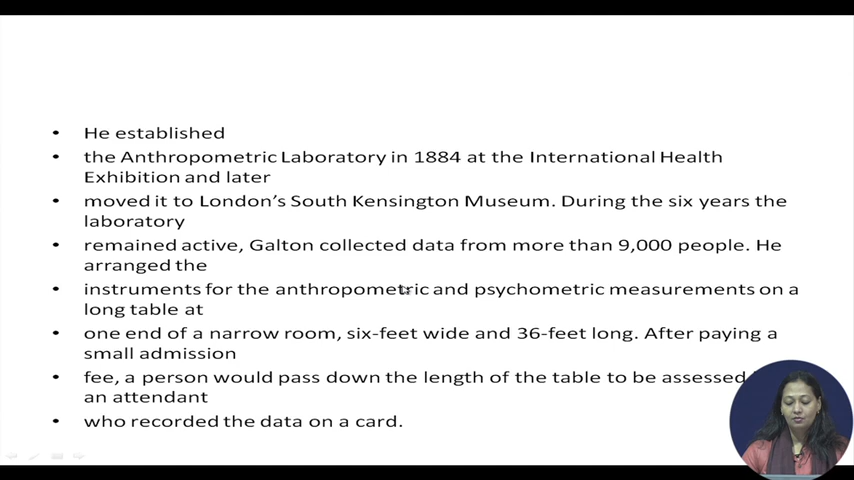 • He established
• the Anthropometric Laboratory in 1884 at the International Health
Exhibition and later
• moved it to London's South Kensington Museum. During the six years the
laboratory
• remained active, Galton collected data from more than 9,000 people. He
arranged the
• instruments for the anthropometric and psychometric measurements on a
long table at
• one end of a narrow room, six-feet wide and 36-feet long. After paying a
small admission
• fee, a person would pass down the length of the table to be assessed
an attendant
• who recorded the data on a card.